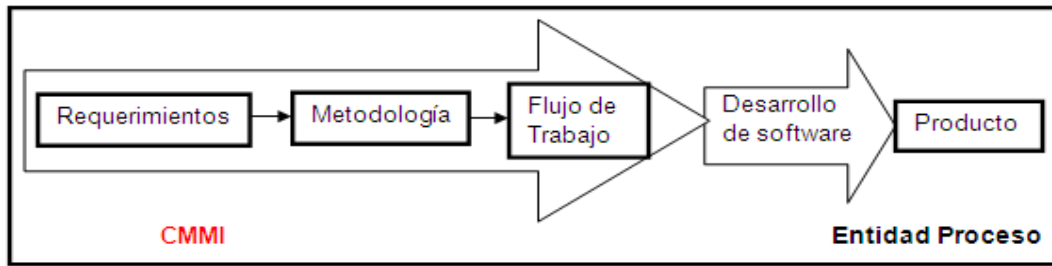 Requerimientos
Metodología
Flujo de
Trabajo
Desarrollo
de software
Producto
CMMI
Entidad Proceso